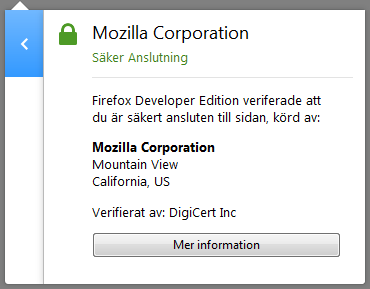 Mozilla Corporation
Säker Anslutning
Firefox Developer Edition verifierade att
du är säkert ansluten till sidan, körd av:
Mozilla Corporation
Mountain View
California, US
Verifierat av: DigiCert Inc
Mer information